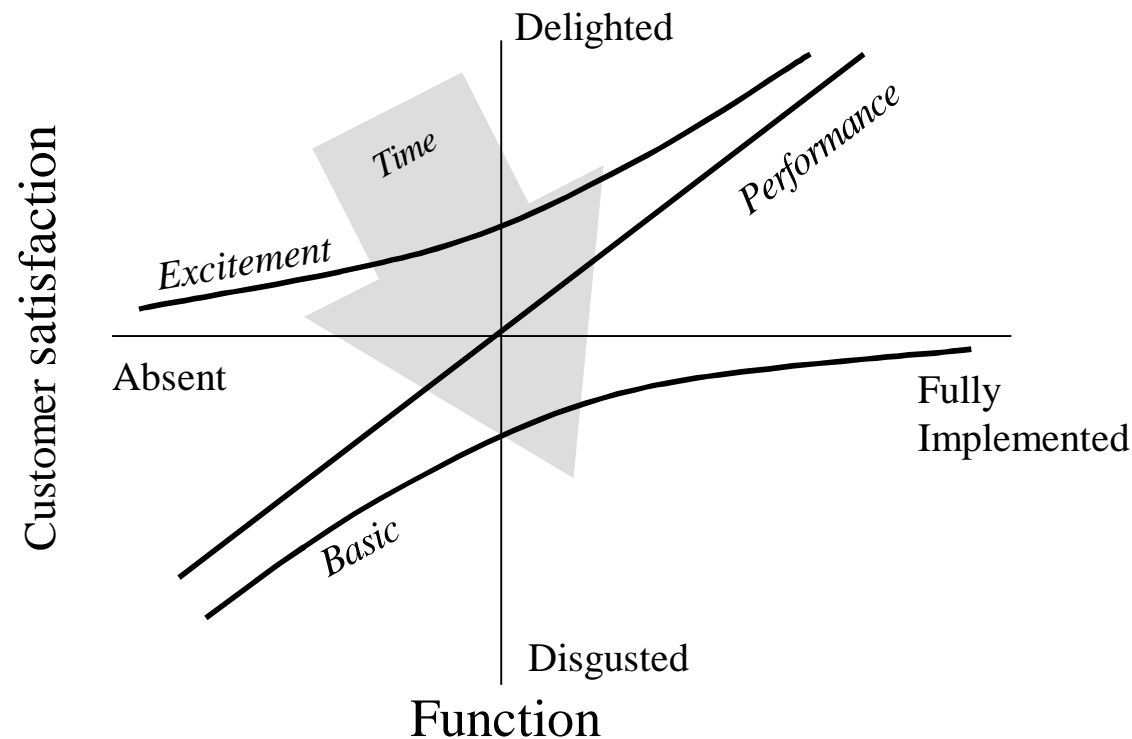 Delighted
Time
Performance
Excitement
Customer satisfaction
Absent
Fully
Implemented
Basic
Disgusted
Function